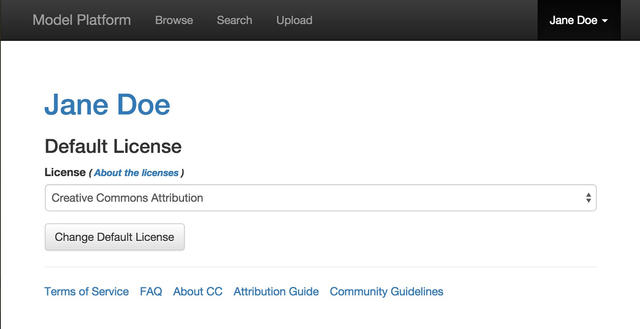 Model Platform Browse Search Upload Jane Doe
Jane Doe
Default License
License ( About the licenses )
Creative Commons Attribution
Change Default License
Terms of Service FAQ About CC Attribution Guide Community Guidelines